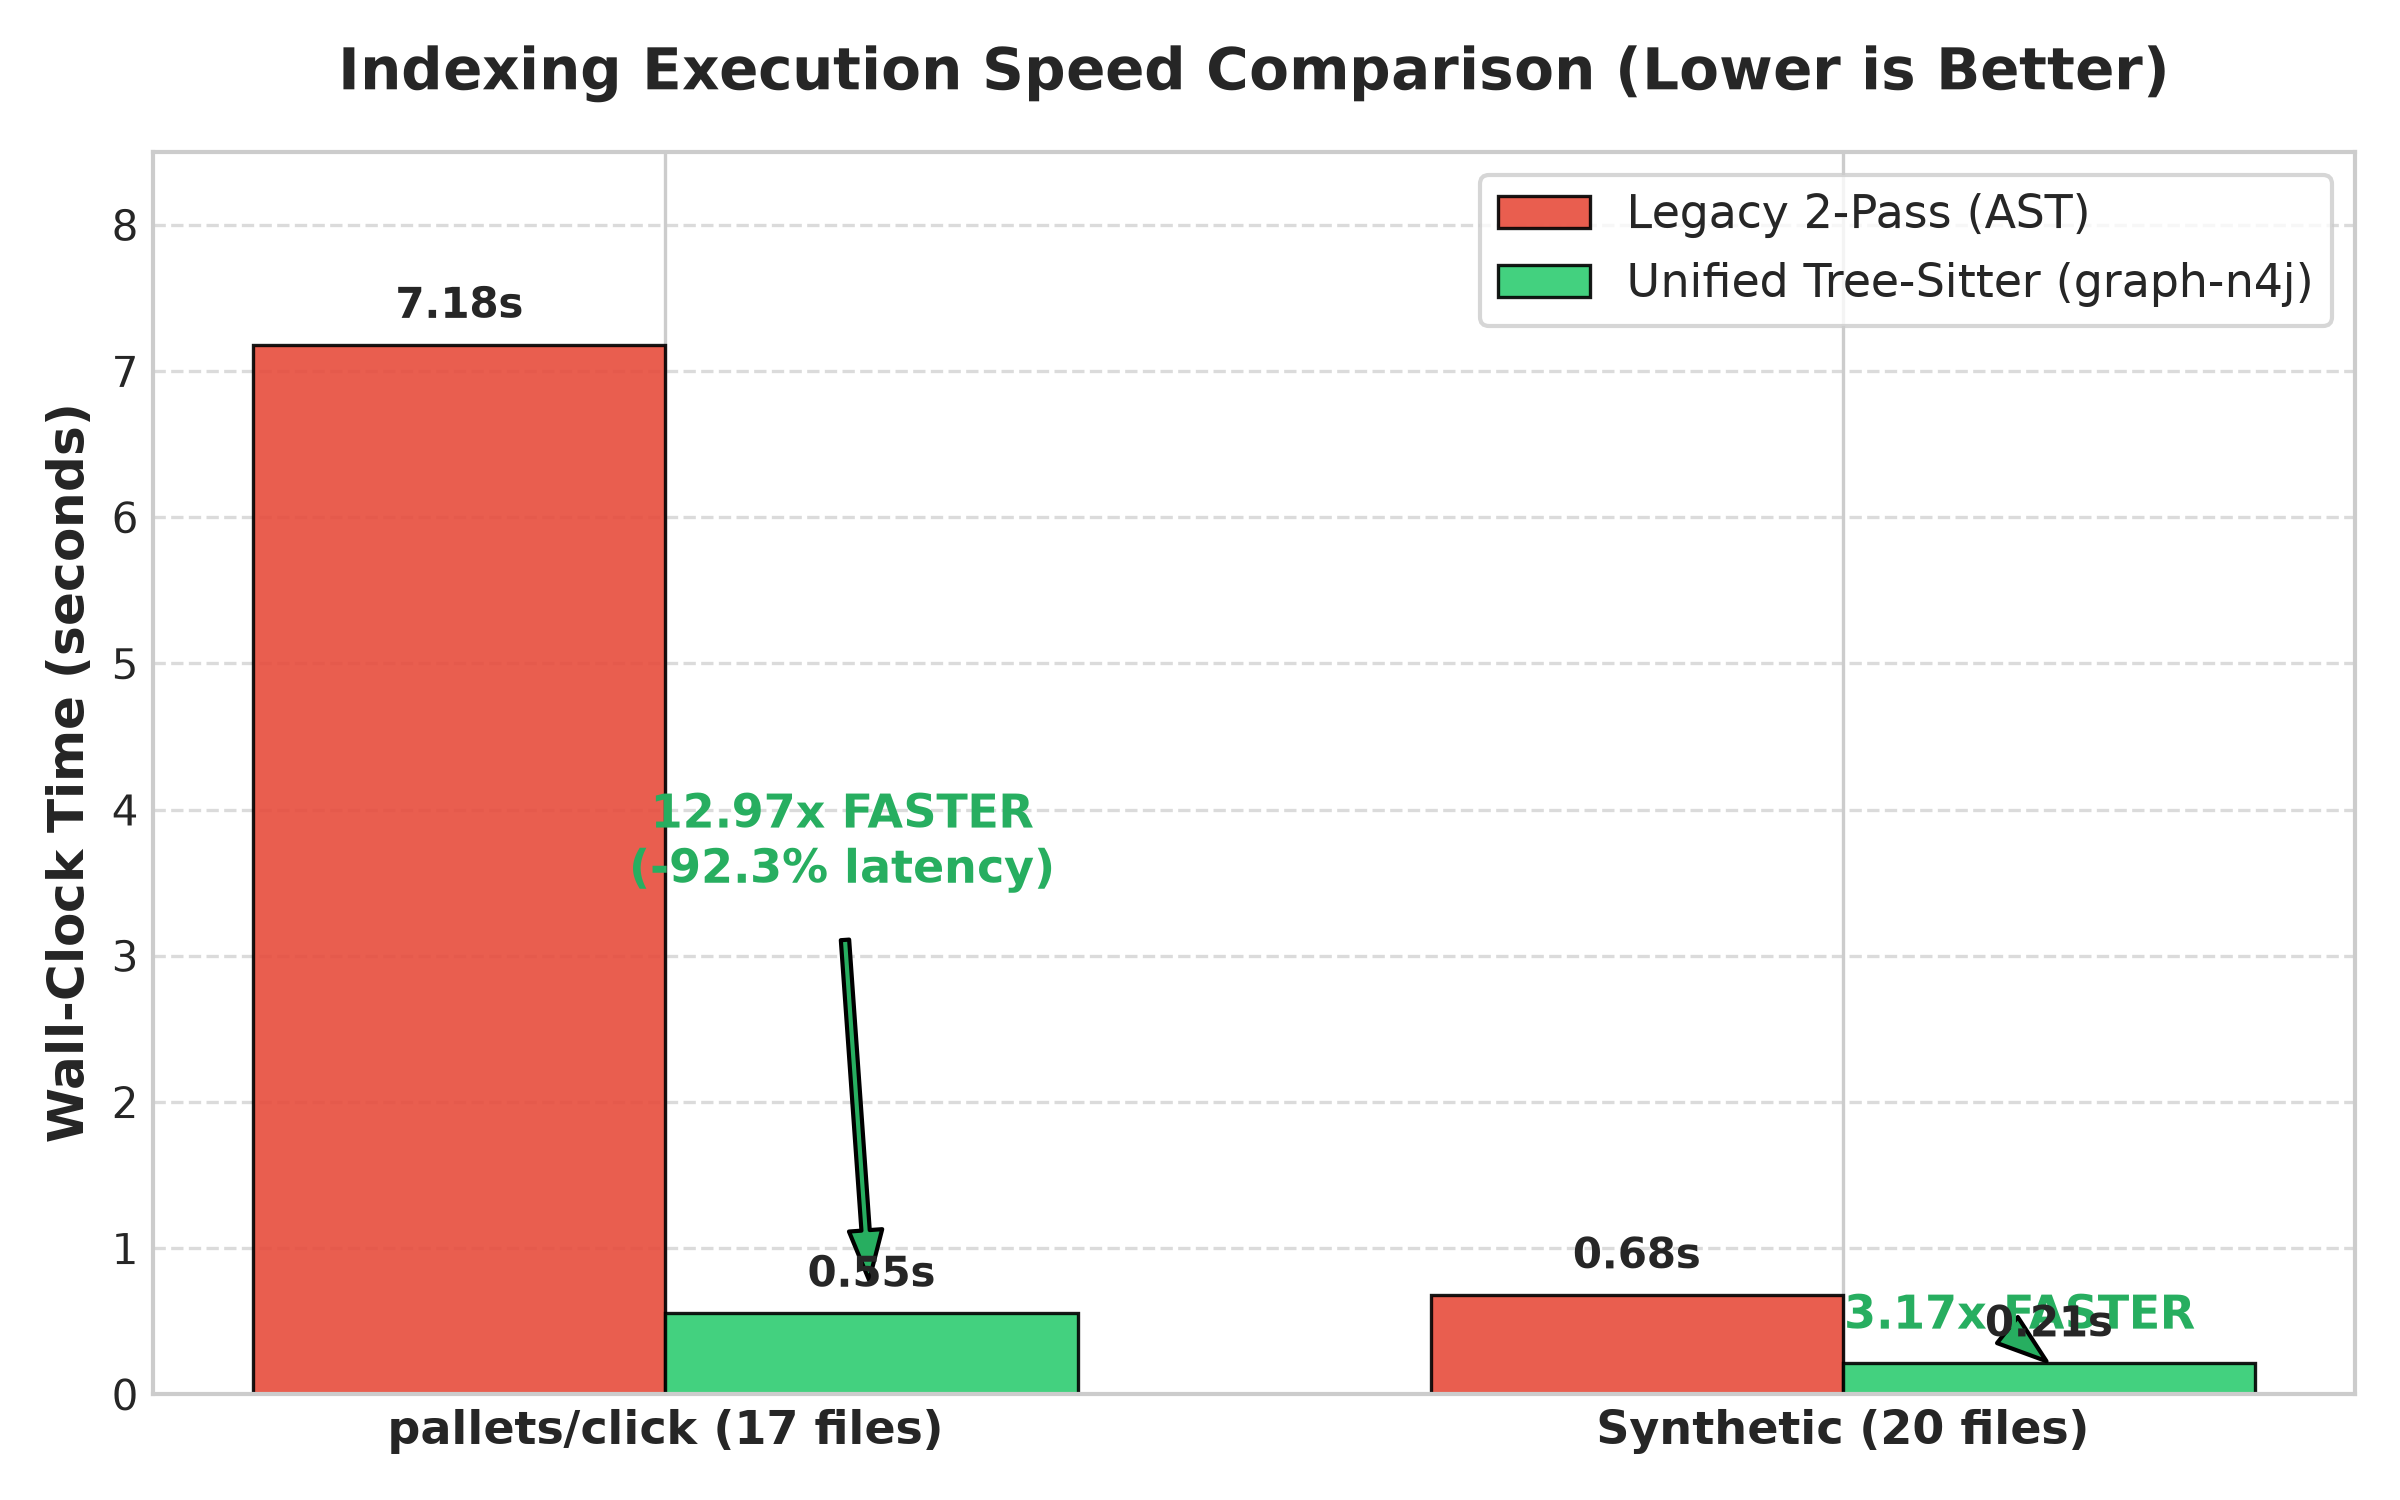 Indexing Execution Speed Comparison (Lower is Better)
Wall-Clock Time (seconds)
8
7
6
5
4
3
2
1
0
Legacy 2-Pass (AST)
Unified Tree-Sitter (graph-n4j)
7.18s
12.97x FASTER
(-92.3% latency)
0.55s
0.68s
3.17x FASTER
0.21s
pallets/click (17 files)
Synthetic (20 files)